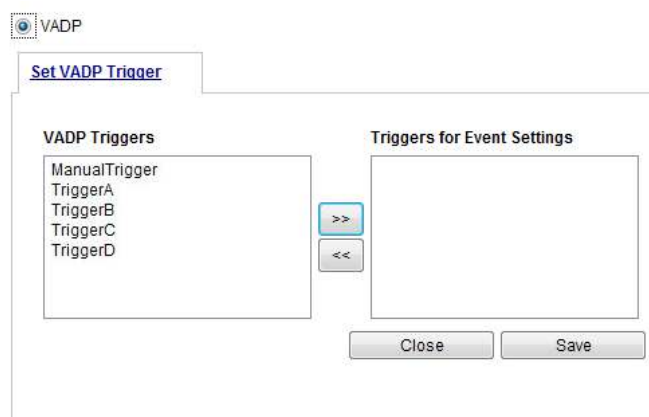 VADP
Set VADP Trigger
VADP Triggers
Triggers for Event Settings
ManualTrigger
TriggerA
TriggerB
TriggerC
TriggerD
>>
<<
Close
Save